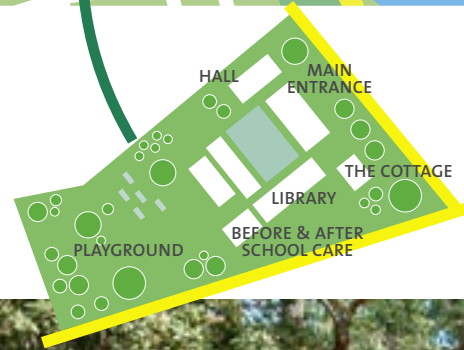 HALL
MAIN
ENTRANCE
THE COTTAGE
LIBRARY
BEFORE & AFTER
SCHOOL CARE
PLAYGROUND